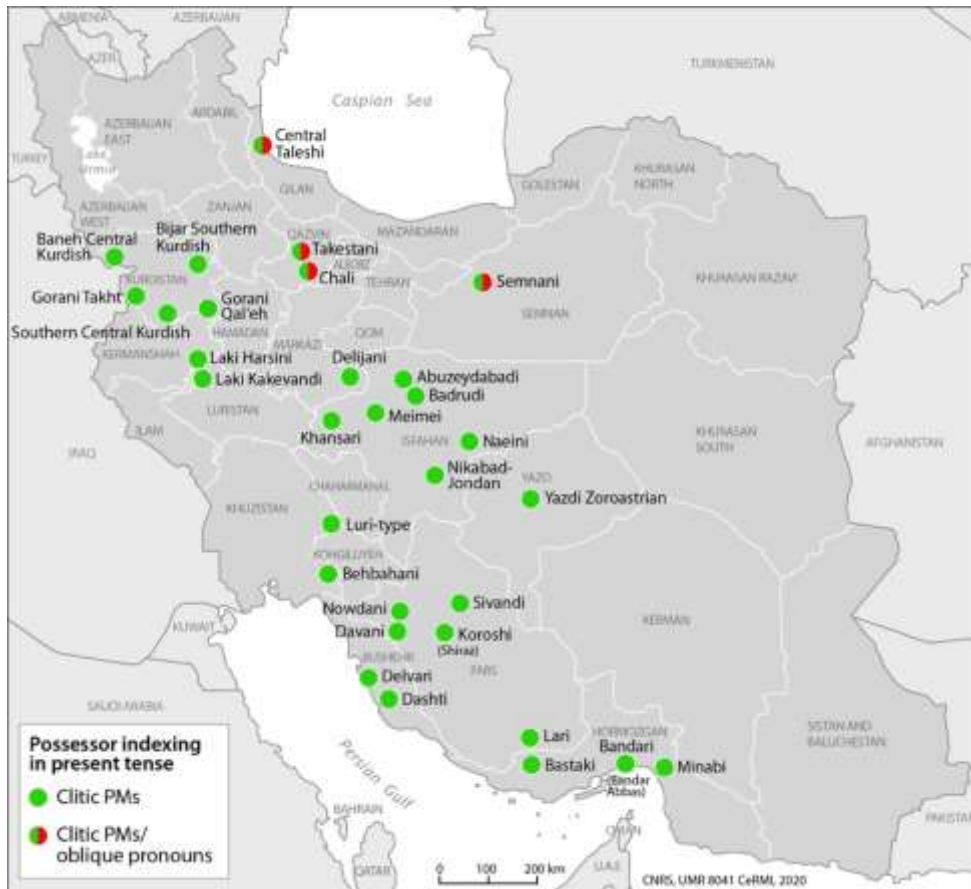 ARMENIA
AZERBAIJAN
AZER.
TURKMENISTAN
Caspian Sea
ARDABIL
AZERBAIJAN
EAST
TURKEY
Lake
Central
Taleshi
GILAN
GOLESTAN
KHURASAN
NORTH
AZERBAIJAN
WEST
ZANJAN
Baneh Central
Kurdish
Bijar Southern
Kurdish
QAZVIN
MAZANDARAN
Takestani
Chali
TEHRAN
Semnani
KHURASAN RAZAVI
Gorani Takht
Gorani
Qal'eh
Southern Central Kurdish
HAMADAN
QOM
MARKAZI
KERMANSHAH
Laki Harsini
Laki Kakevandi
Delijani
Abuzeydabadi
Badrudi
Meimei
LURISTAN
Khansari
ILAM
ISFAHAN
Naeini
KHURASAN
SOUTH
AFGHANISTAN
IRAQ
Nikabad-
Jondan
Yazdi Zoroastrian
KHUZISTAN
Luri-type
Behbahani
Nowdani
Sivandi
KERMAN
KUWAIT
Davani
Koroshi
(Shiraz)
FARS
Delvari
Dashti
SAUDI ARABIA
SISTAN AND
BALUCHESTAN
Lari
HORMOZGAN
Bandari
Bastaki
(Bandar
Abbas)
Minabi
Persian Gulf
Possessor indexing
in present tense
Clitic PMs
Clitic PMs/
oblique pronouns
BAHRAIN
QATAR
OMAN
U.A.E
PAKISTAN
0 100 200 km
CNRS, UMR 8041 CeRMI, 2020